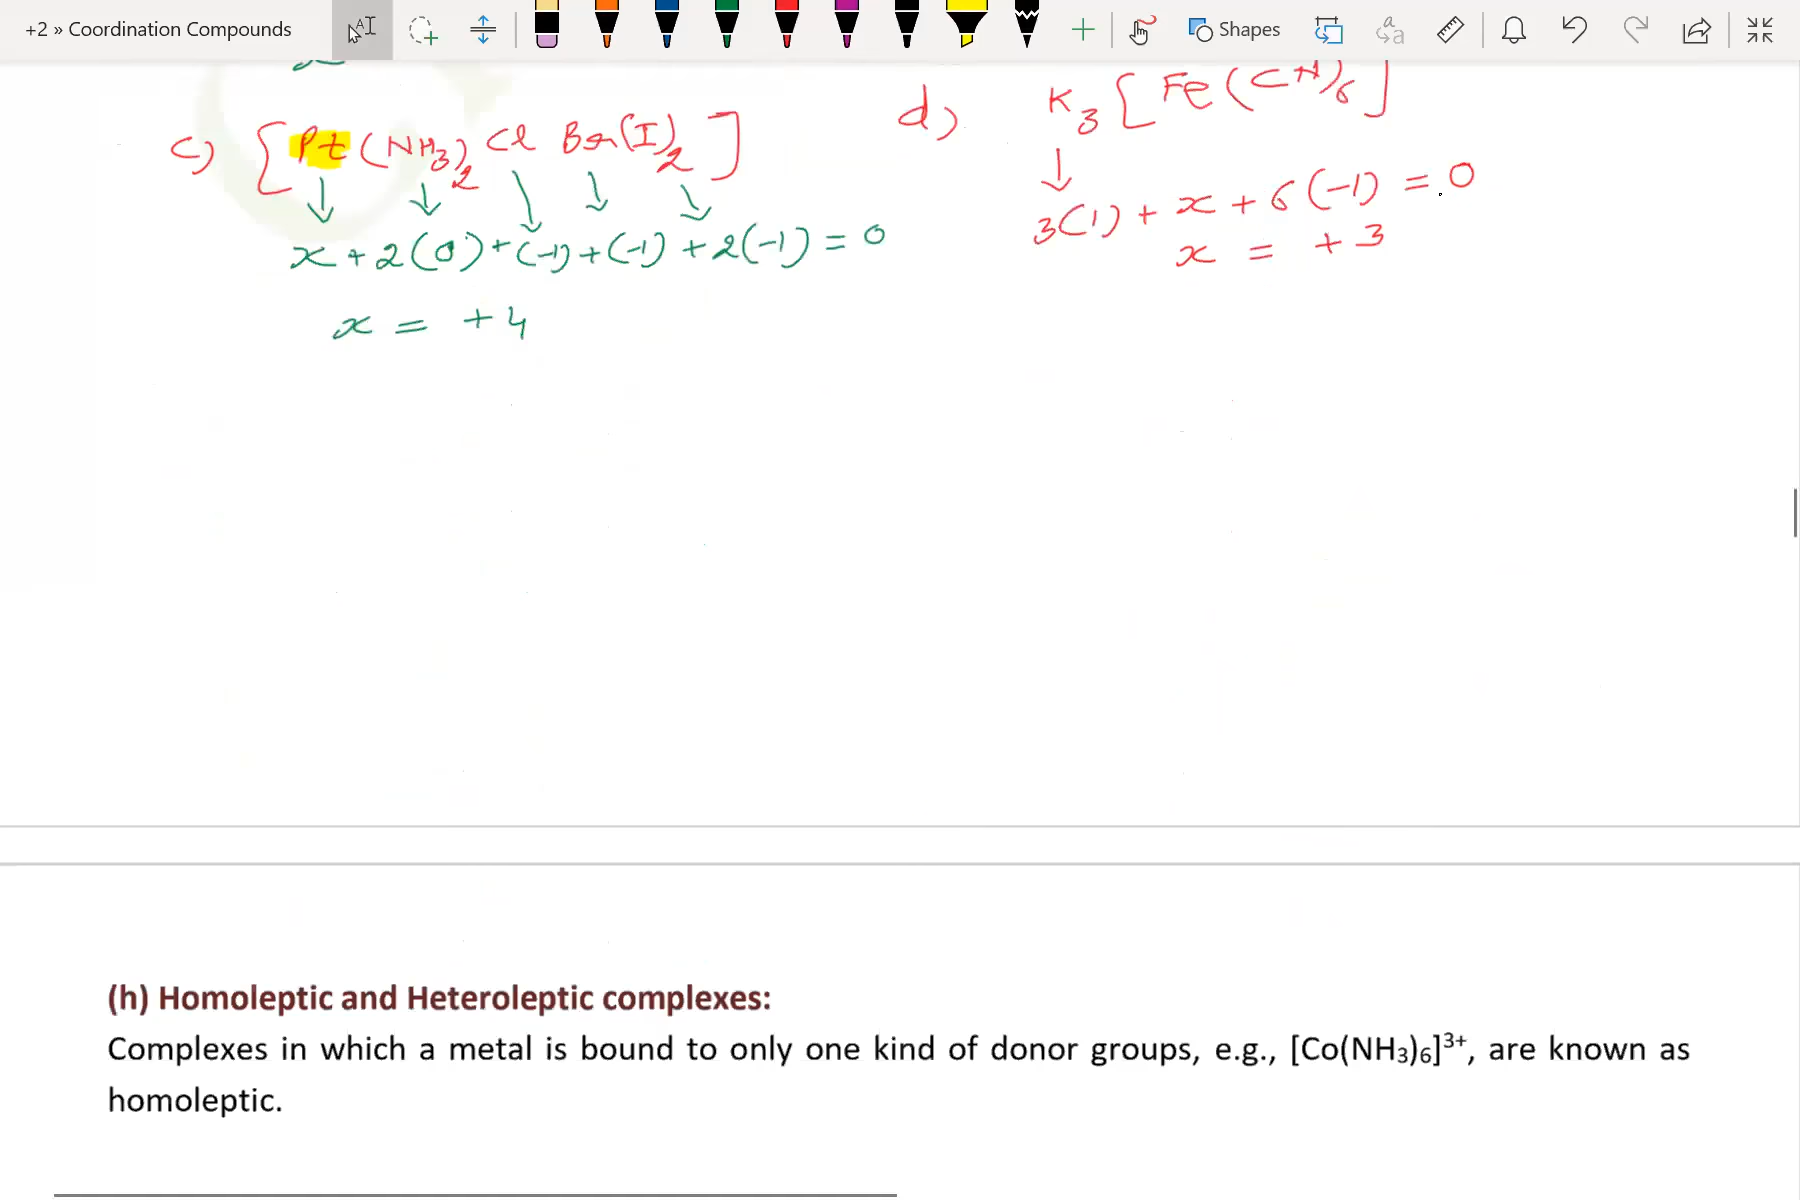 +2 » Coordination Compounds
Shapes
c) [Pt(NH3)2 Cl Br(I)2]
x + 2(0) + (-1) + (-1) + 2(-1) = 0
x = +4
d) K3[Fe(CN)6]
3(1) + x + 6(-1) = 0
x = +3
(h) Homoleptic and Heteroleptic complexes:
Complexes in which a metal is bound to only one kind of donor groups, e.g., [Co(NH₃)₆]³⁺, are known as
homoleptic.